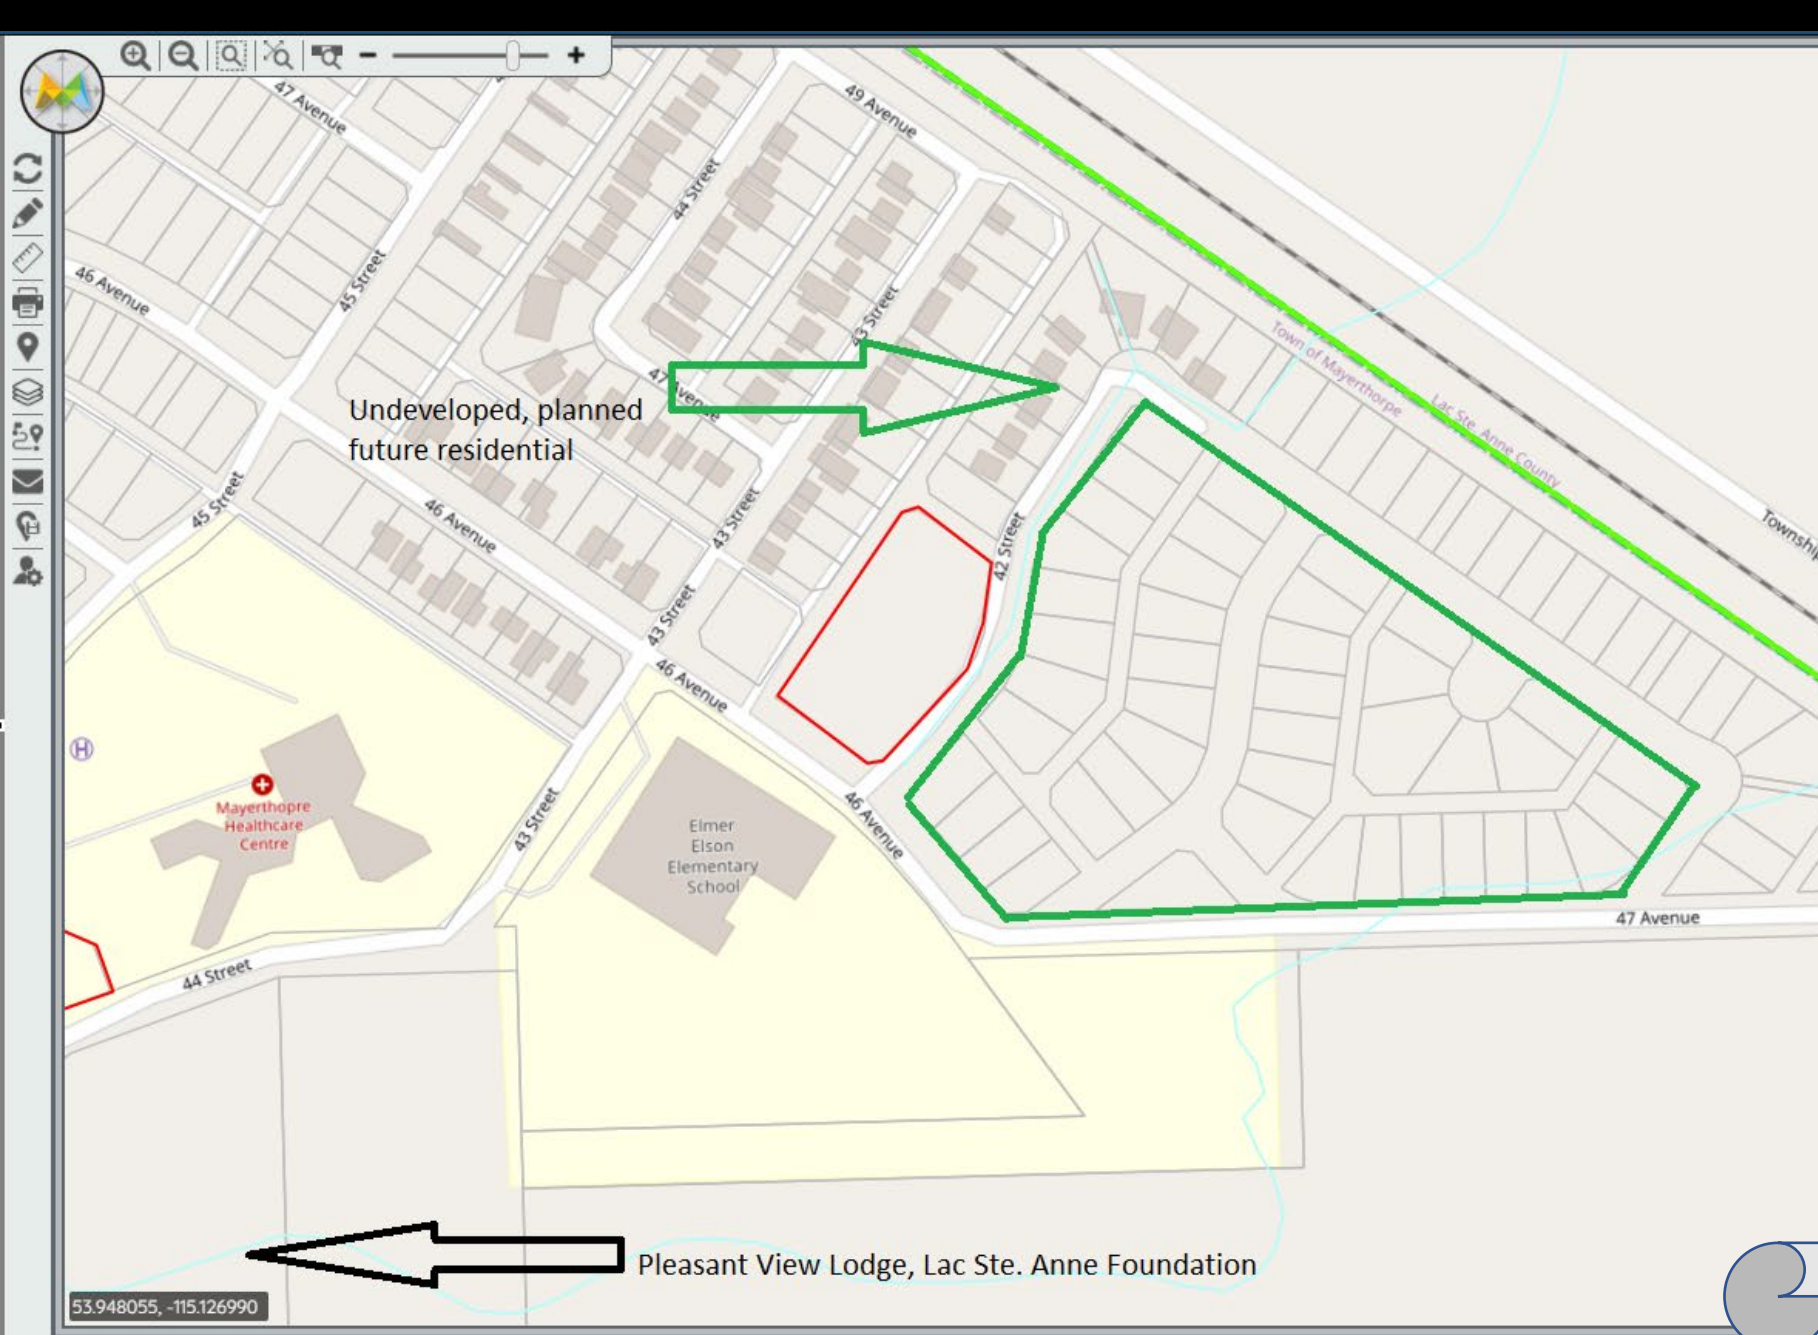 47 Avenue
49 Avenue
44 Street
46 Avenue
45 Street
43 Street
Town of Mayerthorpe
Lac Ste. Anne County
47 Avenue
Undeveloped, planned
future residential
45 Street
46 Avenue
43 Street
42 Street
43 Street
46 Avenue
H
Mayerthopre
Healthcare
Centre
43 Street
46 Avenue
Elmer
Elson
Elementary
School
47 Avenue
44 Street
Pleasant View Lodge, Lac Ste. Anne Foundation
53.948055, -115.126990